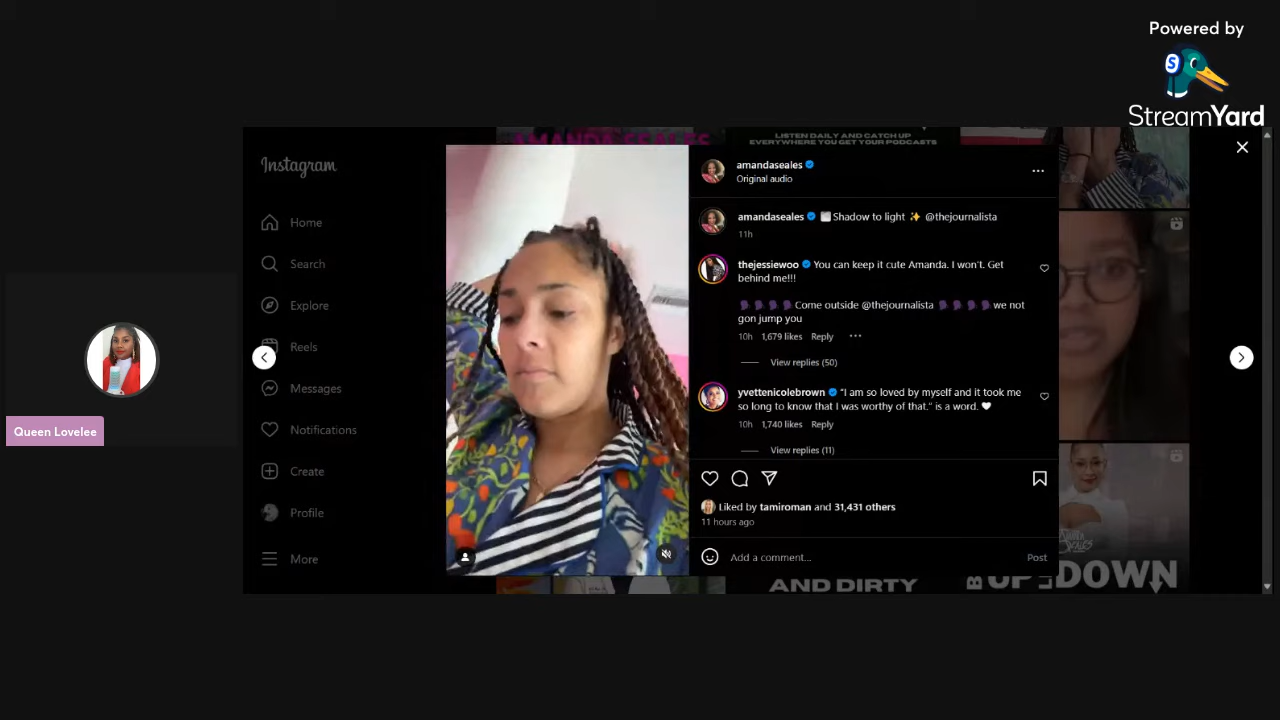 Powered by
StreamYard
AMANDA SEALES
LISTEN DAILY AND CATCH UP
EVERYWHERE YOU GET YOUR PODCASTS
Instagram
Home
Search
Explore
Reels
Messages
Notifications
Create
Profile
More
Queen Lovelee
amandaseales
Original audio
amandaseales Shadow to light ✨ @thejournalista
11h
thejessiewoo You can keep it cute Amanda. I won't. Get
behind me!!!
Come outside @thejournalista we not
gon jump you
10h 1,679 likes Reply
View replies (50)
yvettenicolebrown "I am so loved by myself and it took me
so long to know that I was worthy of that." is a word. 🤍
10h 1,740 likes Reply
View replies (11)
Liked by tamiroman and 31,431 others
11 hours ago
Add a comment...
Post
AND DIRTY
DOWN